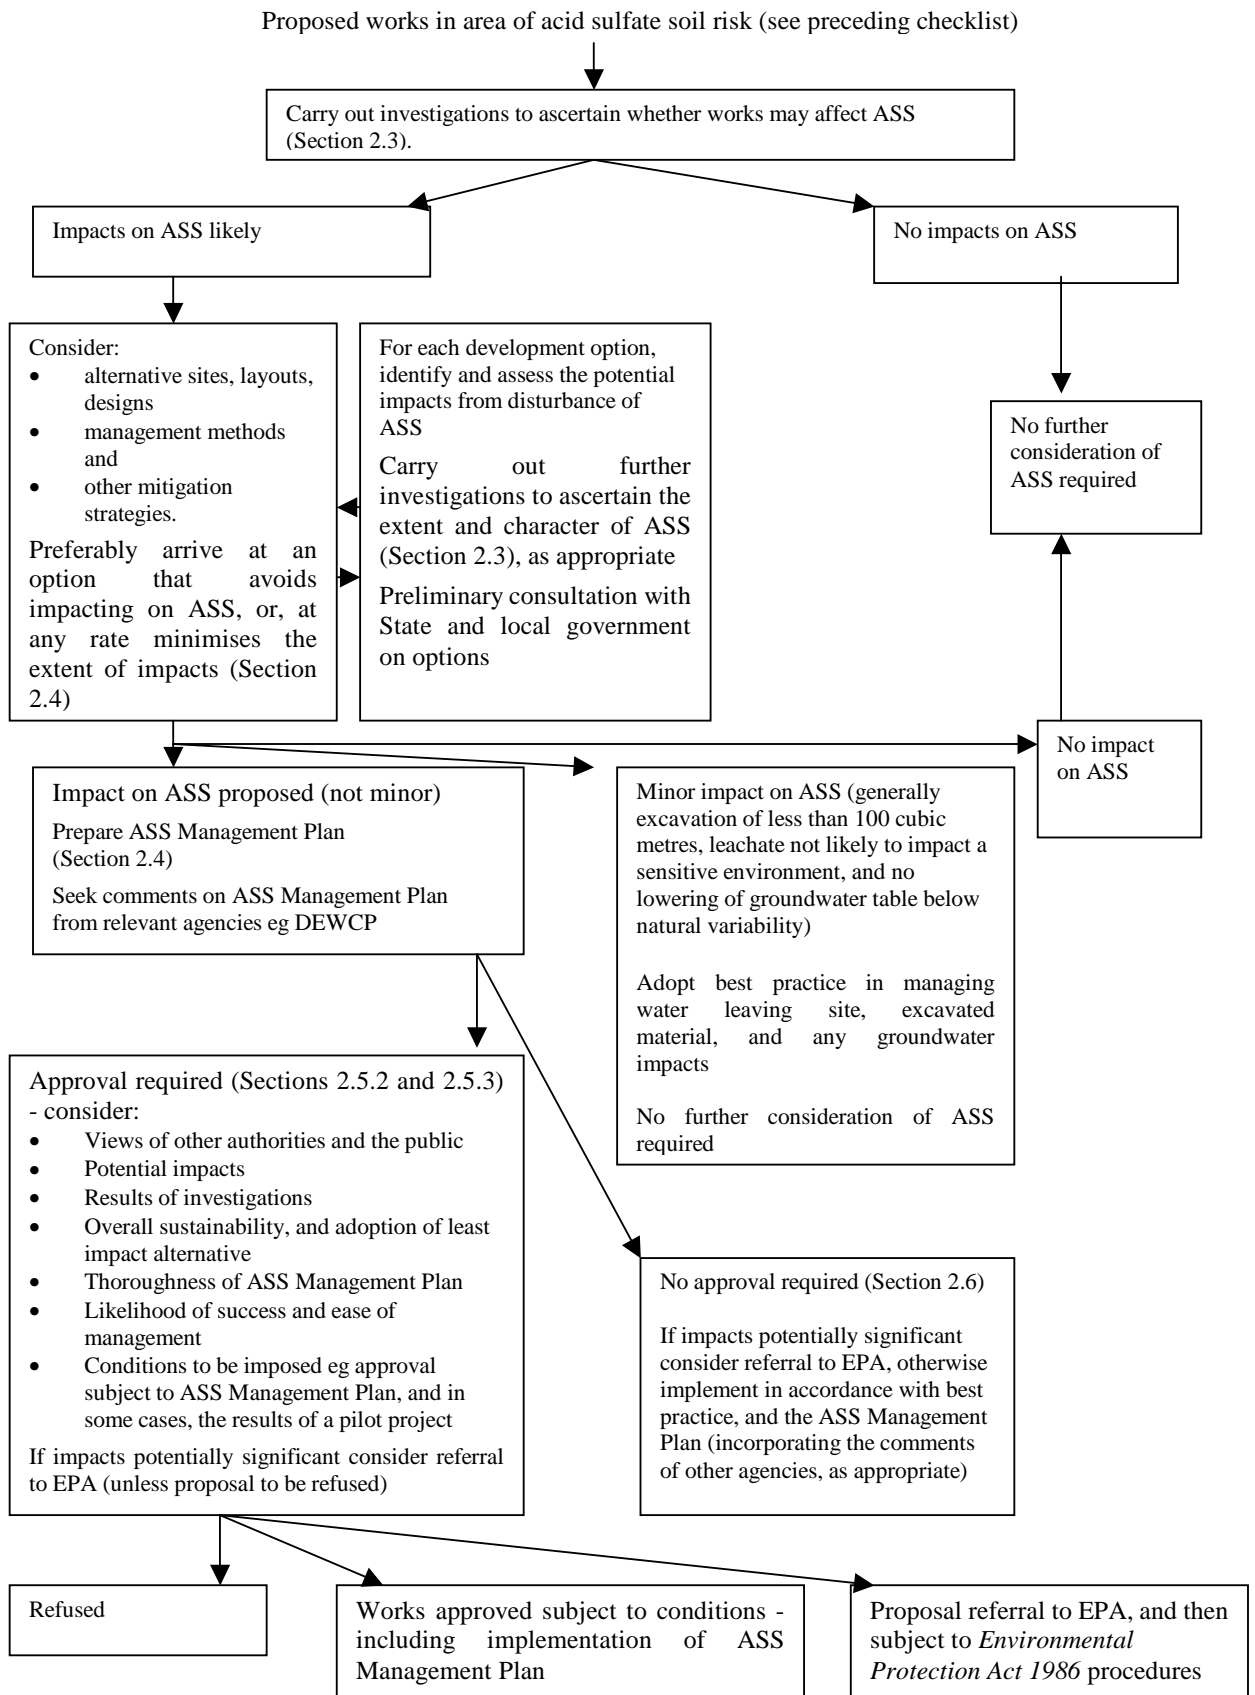 Proposed works in area of acid sulfate soil risk (see preceding checklist)
Carry out investigations to ascertain whether works may affect ASS
(Section 2.3).
Impacts on ASS likely
No impacts on ASS
Consider:
• alternative sites, layouts,
designs
• management methods
and
• other mitigation
strategies.
Preferably arrive at an
option that avoids
impacting on ASS, or, at
any rate minimises the
extent of impacts (Section
2.4)
For each development option,
identify and assess the potential
impacts from disturbance of
ASS
Carry out further
investigations to ascertain the
extent and character of ASS
(Section 2.3), as appropriate
Preliminary consultation with
State and local government
on options
No further
consideration of
ASS required
No impact
on ASS
Impact on ASS proposed (not minor)
Prepare ASS Management Plan
(Section 2.4)
Seek comments on ASS Management Plan
from relevant agencies eg DEWCP
Minor impact on ASS (generally
excavation of less than 100 cubic
metres, leachate not likely to impact a
sensitive environment, and no
lowering of groundwater table below
natural variability)
Adopt best practice in managing
water leaving site, excavated
material, and any groundwater
impacts
No further consideration of ASS
required
Approval required (Sections 2.5.2 and 2.5.3)
- consider:
• Views of other authorities and the public
• Potential impacts
• Results of investigations
• Overall sustainability, and adoption of least
impact alternative
• Thoroughness of ASS Management Plan
• Likelihood of success and ease of
management
• Conditions to be imposed eg approval
subject to ASS Management Plan, and in
some cases, the results of a pilot project
If impacts potentially significant consider referral
to EPA (unless proposal to be refused)
No approval required (Section 2.6)
If impacts potentially significant
consider referral to EPA, otherwise
implement in accordance with best
practice, and the ASS Management
Plan (incorporating the comments
of other agencies, as appropriate)
Refused
Works approved subject to conditions -
including implementation of ASS
Management Plan
Proposal referral to EPA, and then
subject to Environmental
Protection Act 1986 procedures